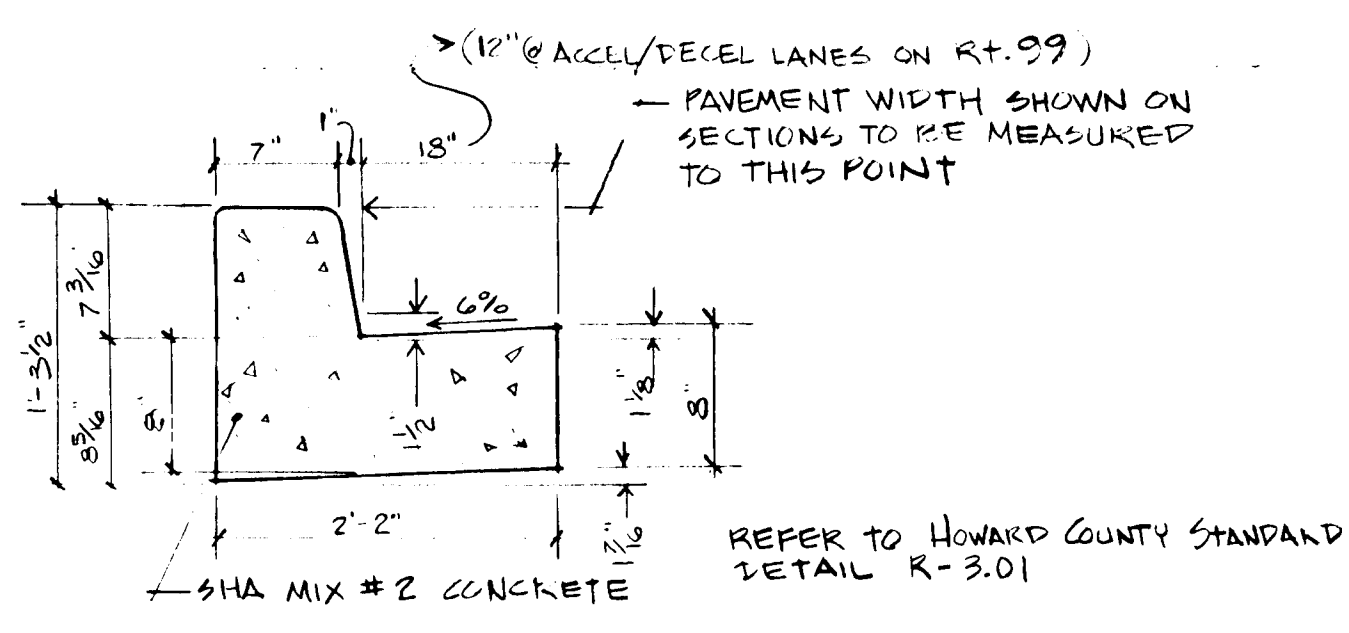 (12"@ ACCEL/DECEL LANES ON Rt. 99)
PAVEMENT WIDTH SHOWN ON
SECTIONS TO BE MEASURED
TO THIS POINT
7"
1"
18"
6%
7 3/16"
1'-3 1/2"
8 5/16"
8"
1 1/2"
1 1/8"
8"
2'-2"
REFER TO HOWARD COUNTY STANDARD
DETAIL R-3.01
SHA MIX #2 CONCRETE